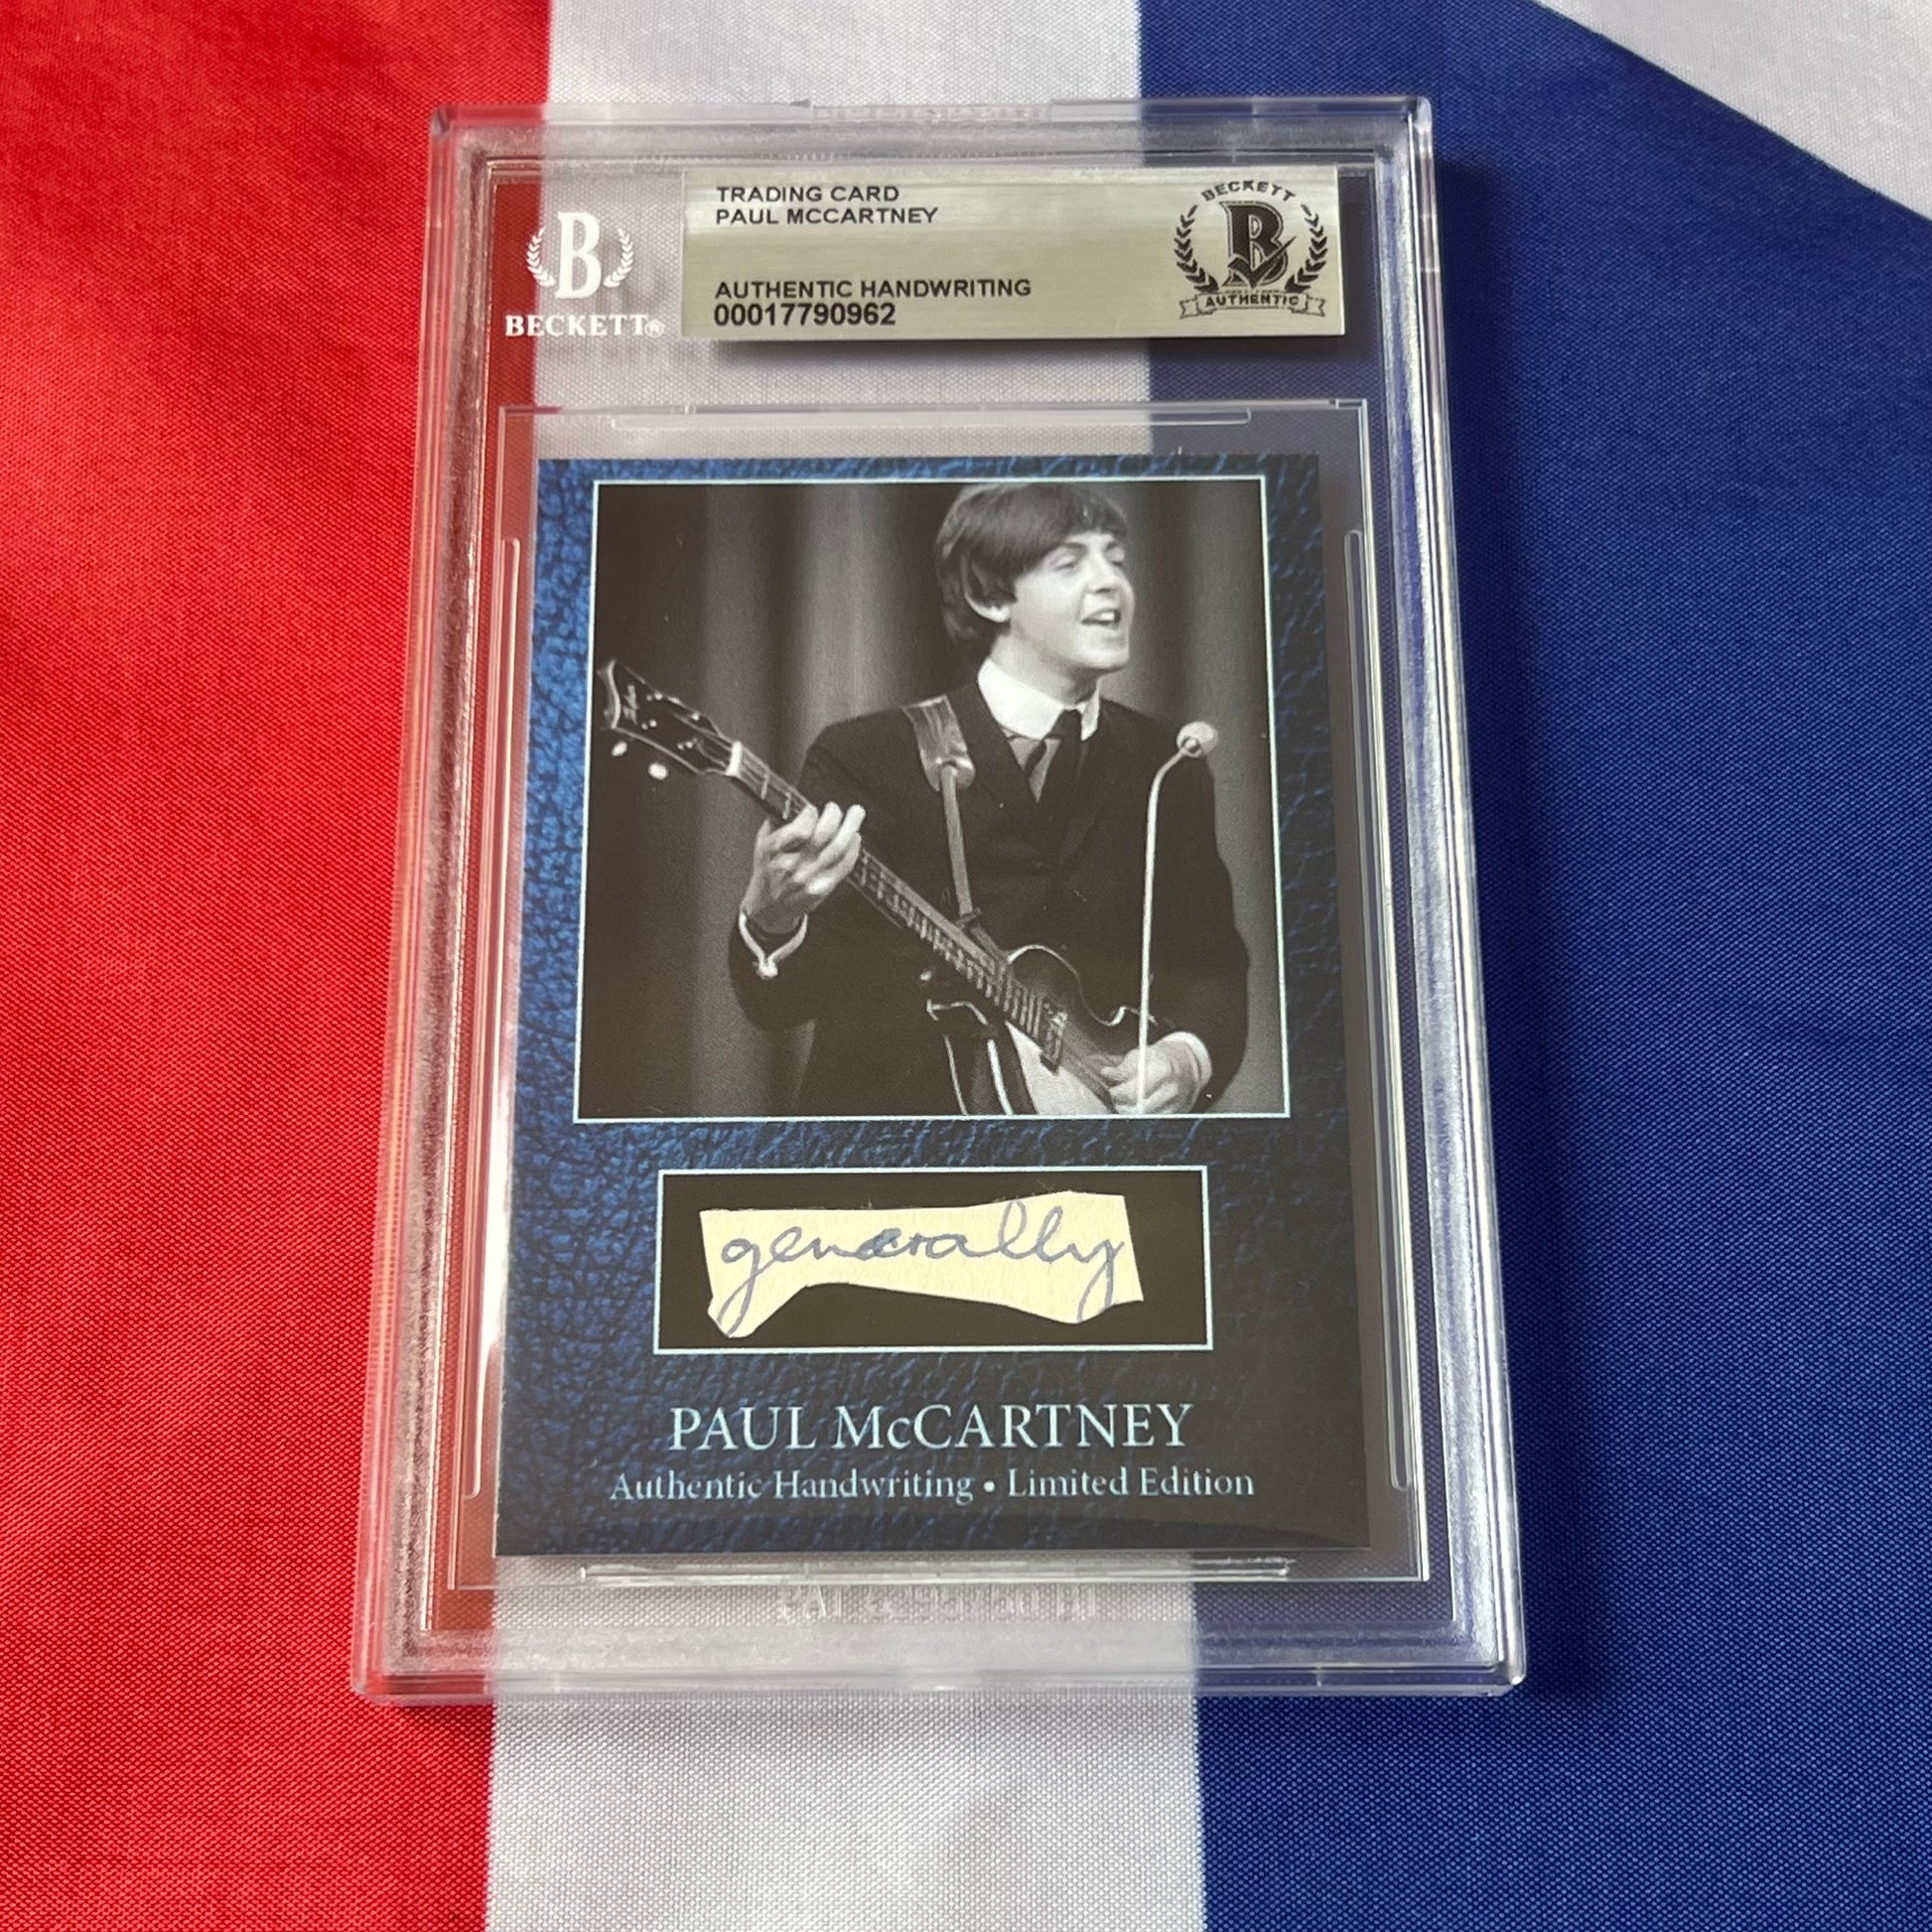 TRADING CARD
PAUL MCCARTNEY
AUTHENTIC HANDWRITING
00017790962
B
BECKETT®
BECKETT
B
AUTHENTIC
generally
PAUL McCARTNEY
Authentic Handwriting • Limited Edition